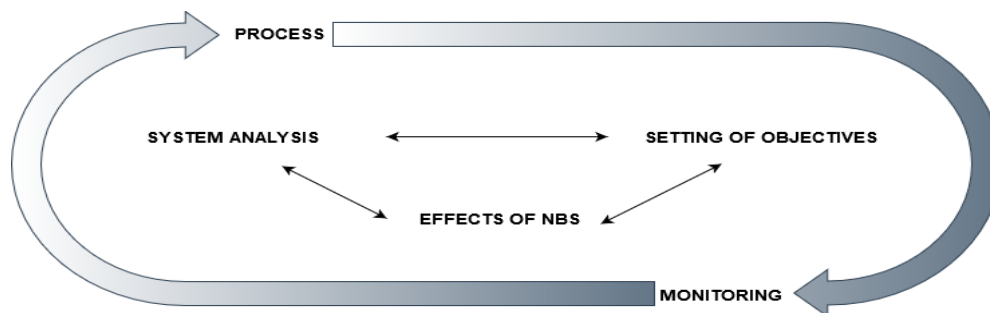 PROCESS
SYSTEM ANALYSIS
SETTING OF OBJECTIVES
EFFECTS OF NBS
MONITORING